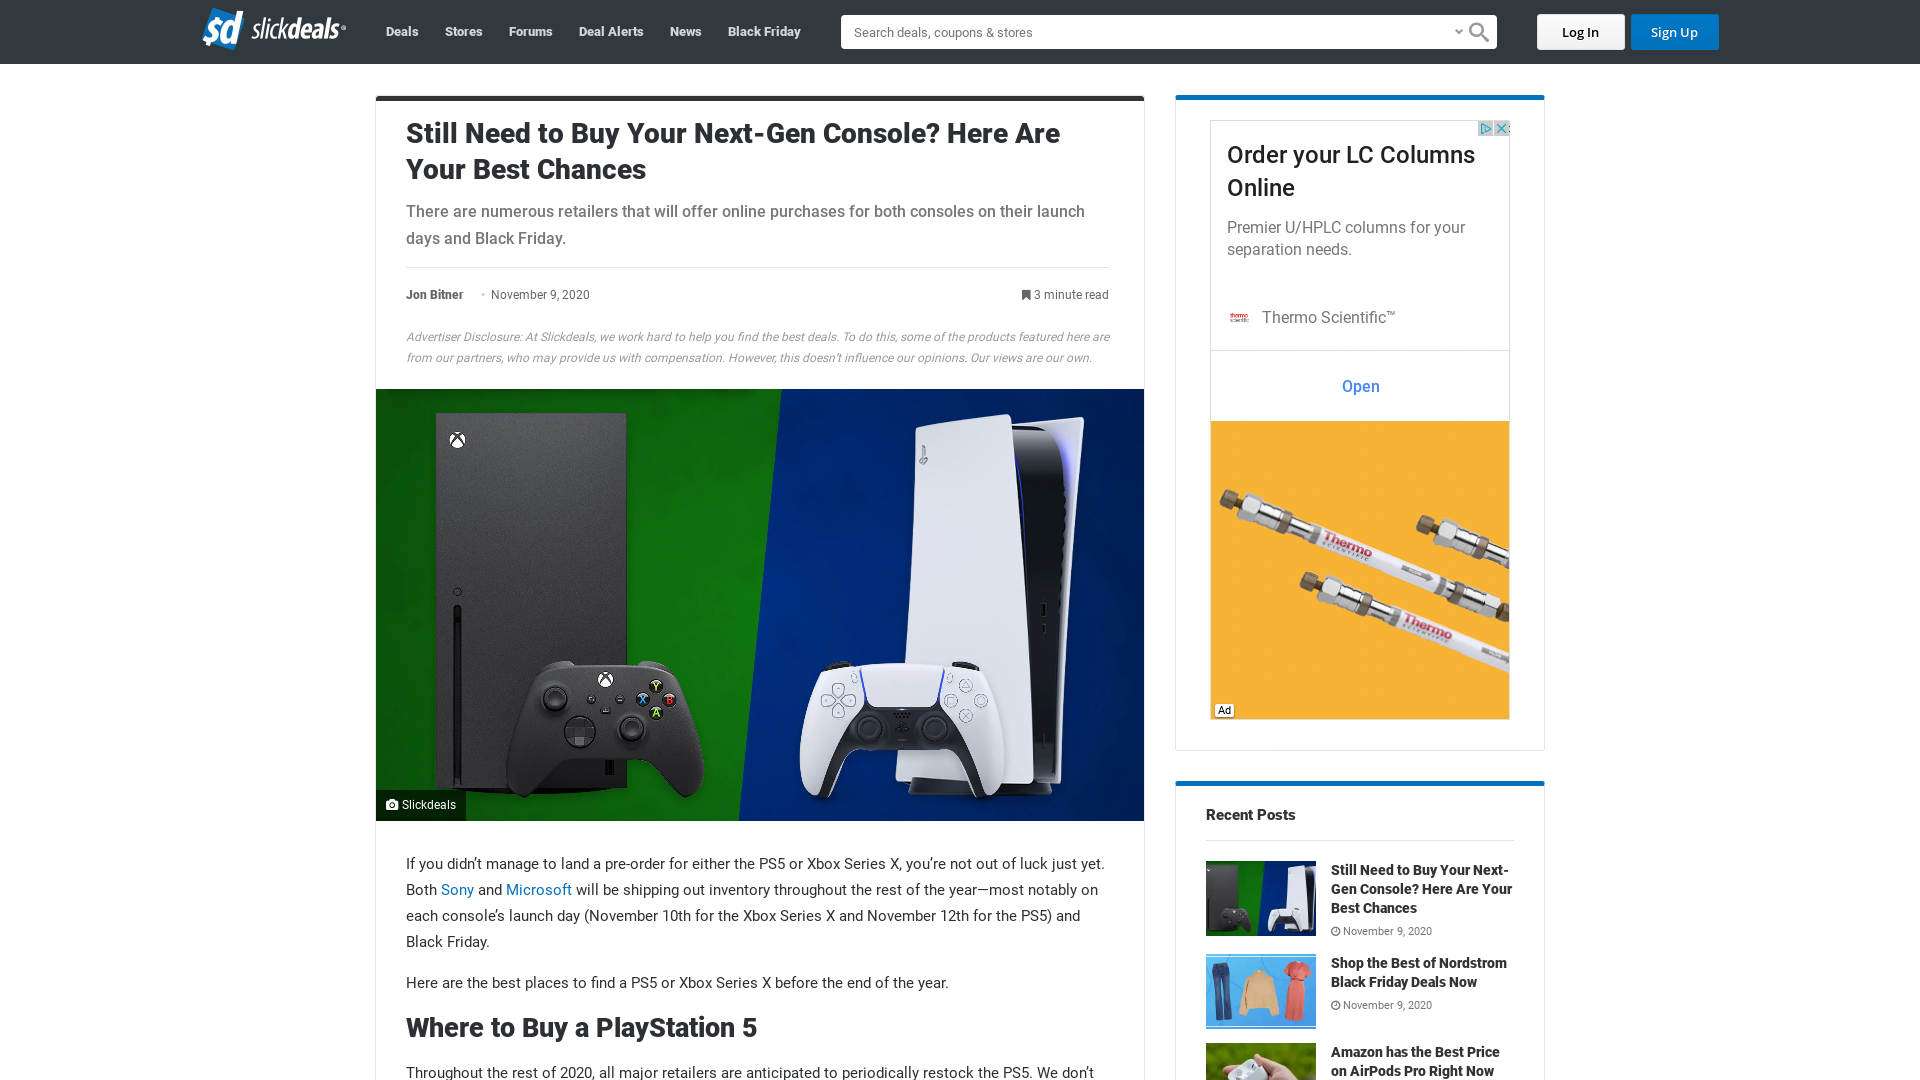 sd slickdeals
Deals
Stores
Forums
Deal Alerts
News
Black Friday
Search deals, coupons & stores
Log In
Sign Up
Still Need to Buy Your Next-Gen Console? Here Are
Your Best Chances
There are numerous retailers that will offer online purchases for both consoles on their launch
days and Black Friday.
Jon Bitner • November 9, 2020
3 minute read
Advertiser Disclosure: At Slickdeals, we work hard to help you find the best deals. To do this, some of the products featured here are
from our partners, who may provide us with compensation. However, this doesn’t influence our opinions. Our views are our own.
Y
X
B
A
Slickdeals
If you didn’t manage to land a pre-order for either the PS5 or Xbox Series X, you’re not out of luck just yet.
Both Sony and Microsoft will be shipping out inventory throughout the rest of the year—most notably on
each console’s launch day (November 10th for the Xbox Series X and November 12th for the PS5) and
Black Friday.
Here are the best places to find a PS5 or Xbox Series X before the end of the year.
Where to Buy a PlayStation 5
Throughout the rest of 2020, all major retailers are anticipated to periodically restock the PS5. We don’t
Order your LC Columns
Online
Premier U/HPLC columns for your
separation needs.
thermo
scientific
Thermo Scientific™
Open
Thermo
SCIENTIFIC
Thermo
SCIENTIFIC
Ad
Recent Posts
Still Need to Buy Your Next-
Gen Console? Here Are Your
Best Chances
November 9, 2020
Shop the Best of Nordstrom
Black Friday Deals Now
November 9, 2020
Amazon has the Best Price
on AirPods Pro Right Now